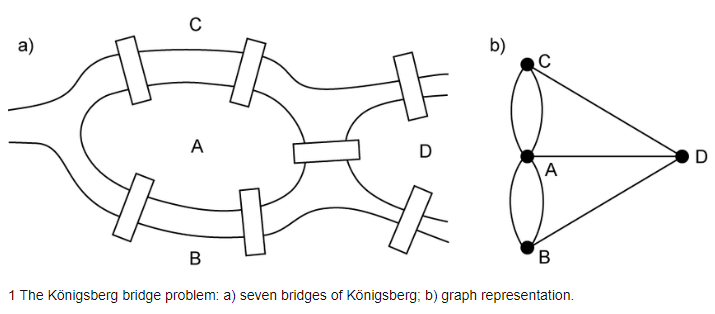 a)
C
A
D
B
b)
C
A
D
B
1 The Königsberg bridge problem: a) seven bridges of Königsberg; b) graph representation.